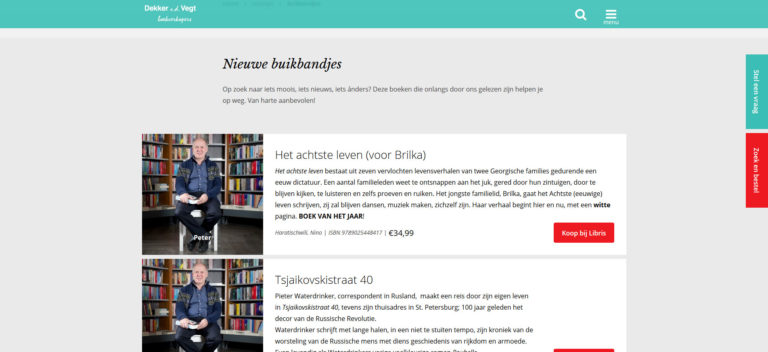 Dekker v.d. Vegt
boekverkopers
menu
Nieuwe buikbandjes
Op zoek naar iets moois, iets nieuws, iets ánders? Deze boeken die onlangs door ons gelezen zijn helpen je
op weg. Van harte aanbevolen!
Stel een vraag
Zoek en bestel
Het achtste leven (voor Brilka)
Het achtste leven bestaat uit zeven vervlochten levensverhalen van twee Georgische families gedurende een
eeuw dictatuur. Een aantal familieleden weet te ontsnappen aan het juk, gered door hun zintuigen, door te
blijven kijken, te luisteren en zelfs proeven en ruiken. Het jongste familielid, Brilka, gaat het Achtste (eeuwige)
leven schrijven, zij zal blijven dansen, muziek maken, zichzelf zijn. Haar verhaal begint hier en nu, met een witte
pagina. BOEK VAN HET JAAR!
Peter
Haratischwili, Nino | ISBN 9789025448417 | €34,99
Koop bij Libris
Tsjaikovskistraat 40
Pieter Waterdrinker, correspondent in Rusland, maakt een reis door zijn eigen leven
in Tsjaikovskistraat 40, tevens zijn thuisadres in St. Petersburg; 100 jaar geleden het
decor van de Russische Revolutie.
Waterdrinker schrijft met lange halen, in een niet te stuiten tempo, zijn kroniek van de
worsteling van de Russische mens met diens geschiedenis van rijkdom en armoede.